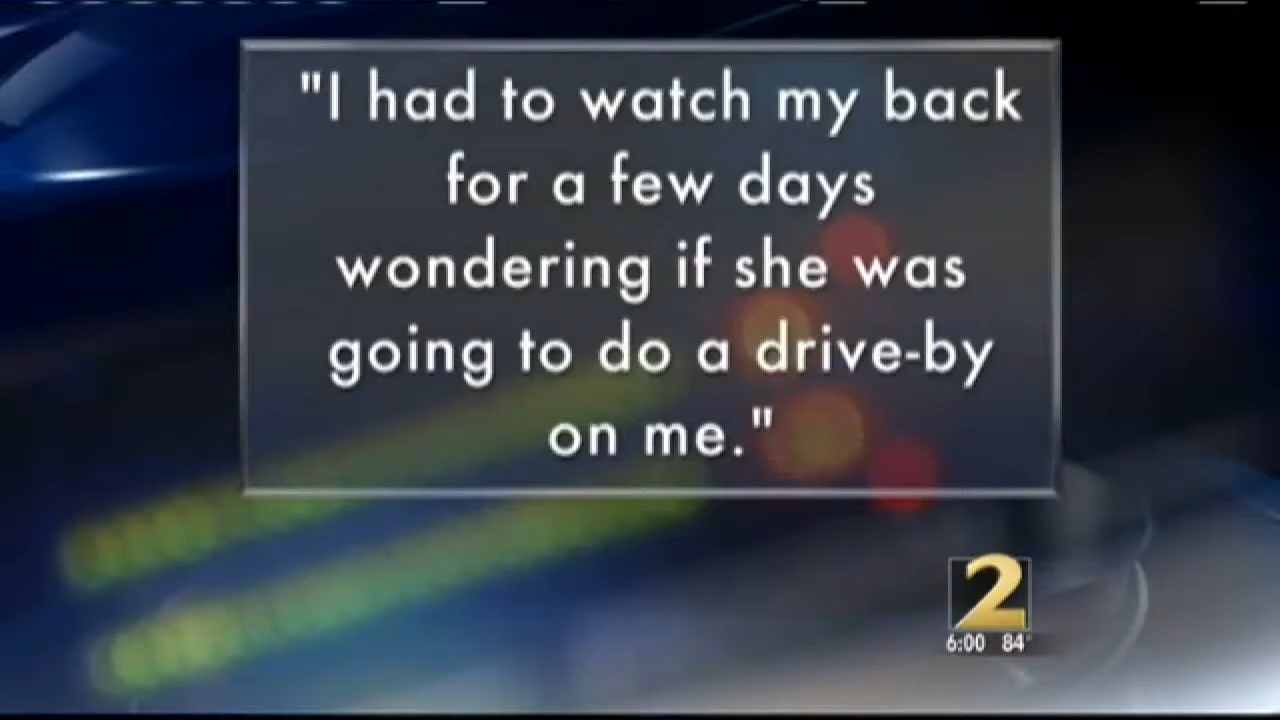 "I had to watch my back
for a few days
wondering if she was
going to do a drive-by
on me."
2
6:00 84°